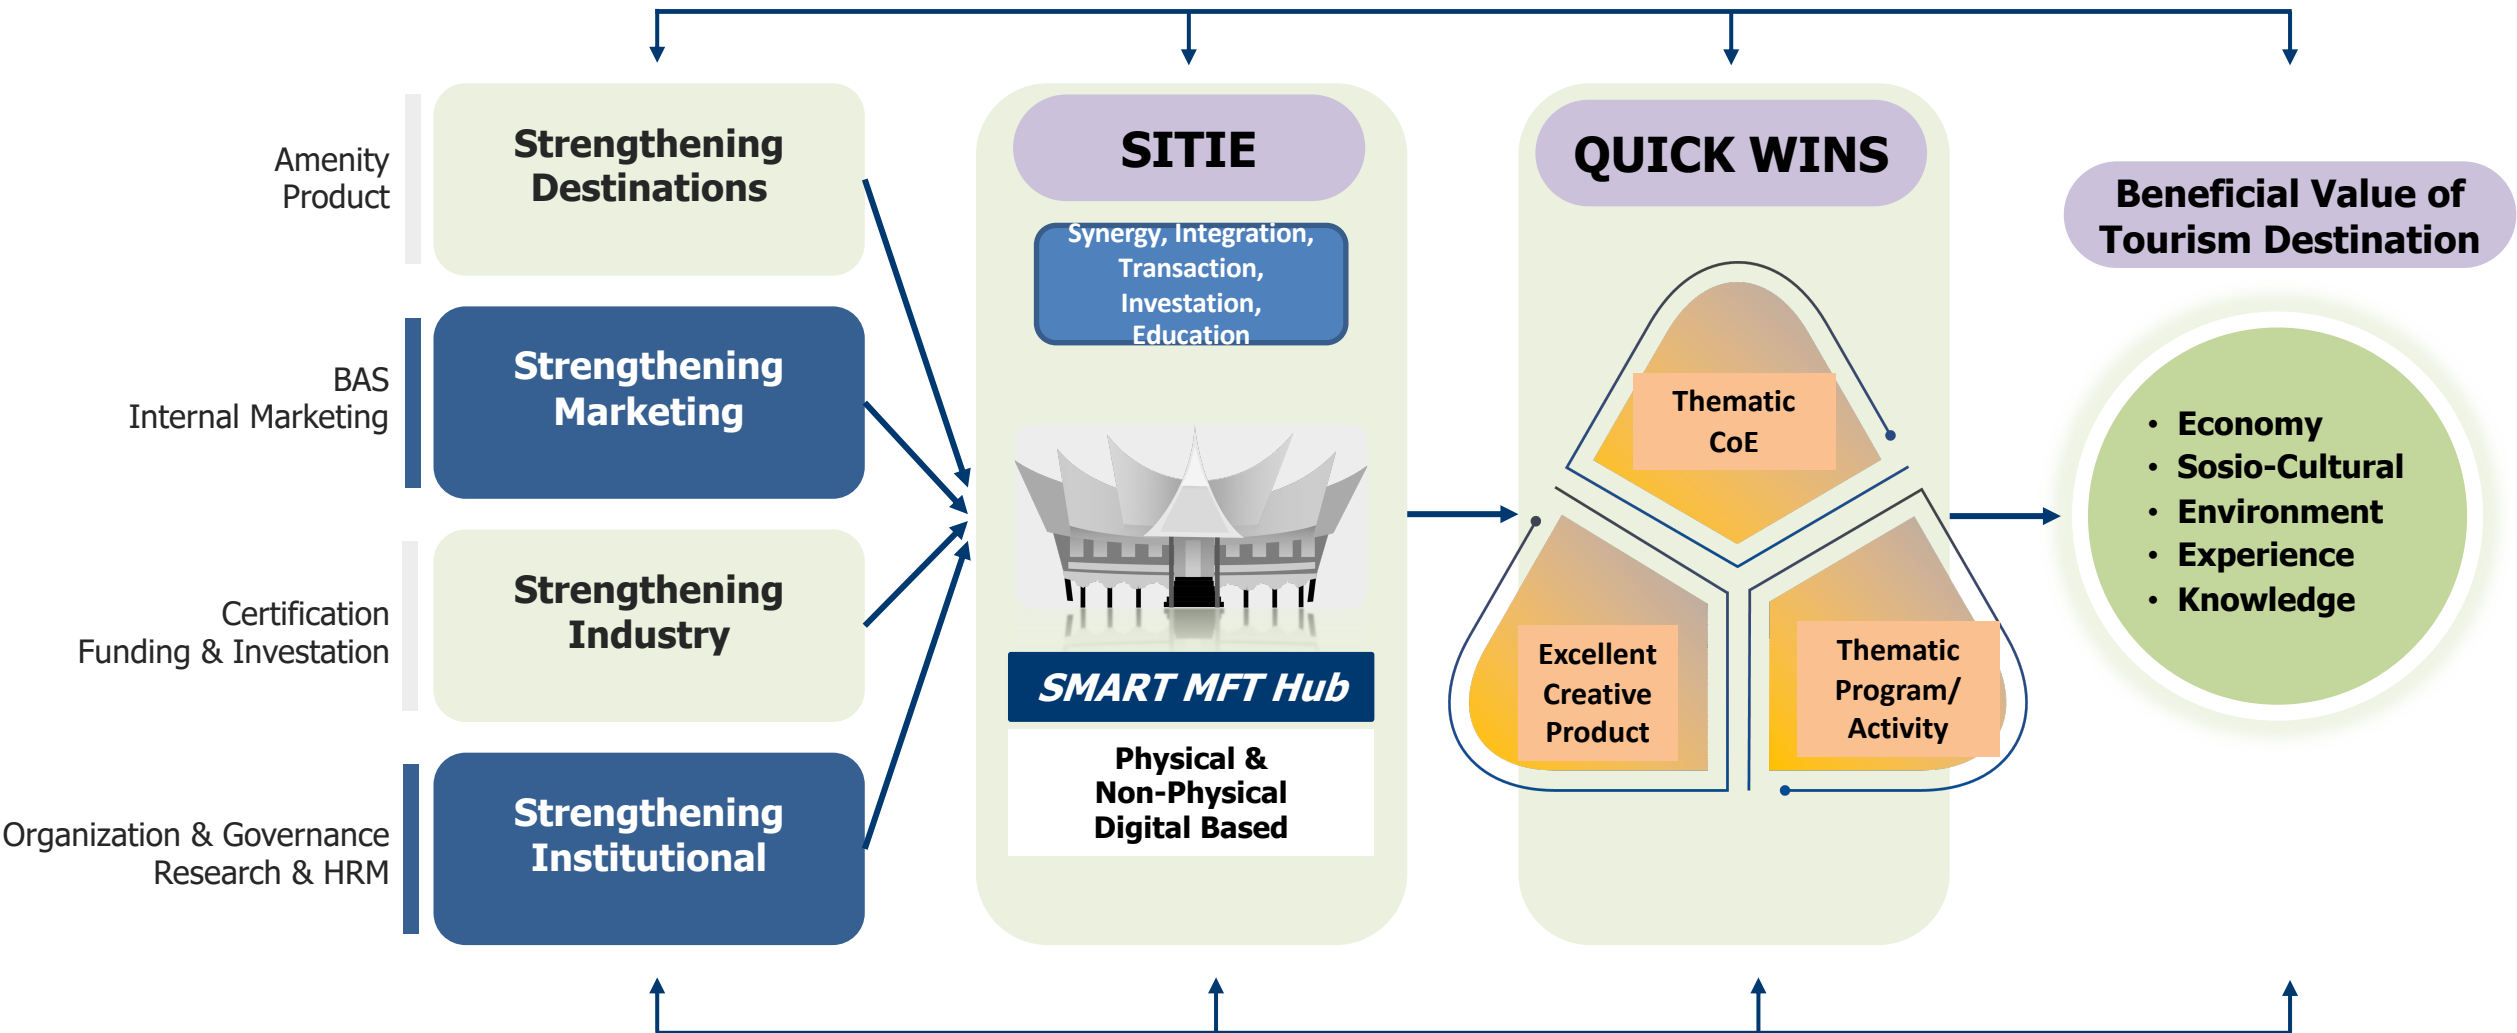 Amenity
Product
Strengthening
Destinations
BAS
Internal Marketing
Strengthening
Marketing
Certification
Funding & Investation
Strengthening
Industry
Organization & Governance
Research & HRM
Strengthening
Institutional
SITIE
Synergy, Integration,
Transaction,
Investation,
Education
SMART MFT Hub
Physical &
Non-Physical
Digital Based
QUICK WINS
Thematic
CoE
Excellent
Creative
Product
Thematic
Program/
Activity
Beneficial Value of
Tourism Destination
• Economy
• Sosio-Cultural
• Environment
• Experience
• Knowledge